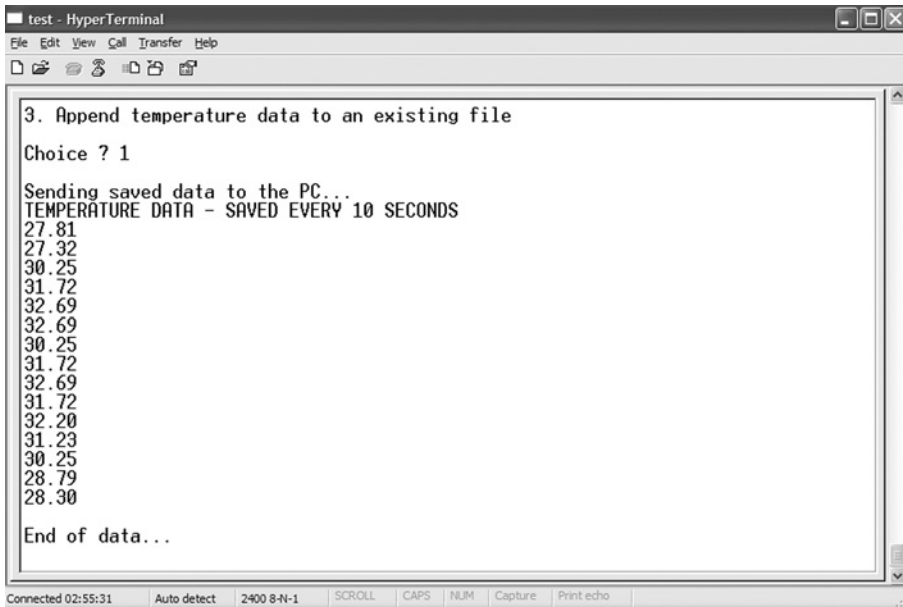 test - HyperTerminal
File Edit View Call Transfer Help
3. Append temperature data to an existing file
Choice ? 1
Sending saved data to the PC...
TEMPERATURE DATA - SAVED EVERY 10 SECONDS
27.81
27.32
30.25
31.72
32.69
32.69
30.25
31.72
32.69
31.72
32.20
31.23
30.25
28.79
28.30
End of data...
Connected 02:55:31 Auto detect 2400 8-N-1 SCROLL CAPS NUM Capture Print echo